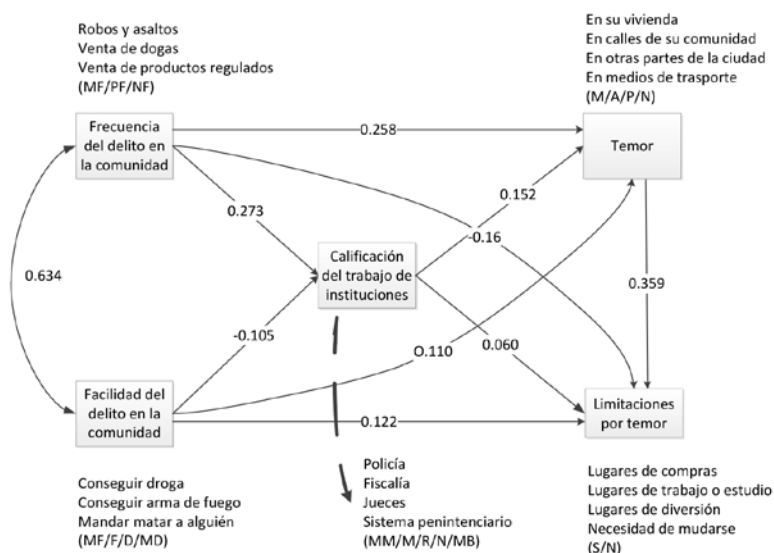 Robos y asaltos
Venta de dogas
Venta de productos regulados
(MF/PF/NF)
En su vivienda
En calles de su comunidad
En otras partes de la ciudad
En medios de trasporte
(M/A/P/N)
Frecuencia
del delito en
la comunidad
0.258
Temor
0.273
0.152
-0.16
Calificación
del trabajo de
instituciones
0.634
0.359
-0.105
O.110
0.060
Facilidad del
delito en la
comunidad
0.122
Limitaciones
por temor
Conseguir droga
Conseguir arma de fuego
Mandar matar a alguién
(MF/F/D/MD)
Policía
Fiscalía
Jueces
Sistema penintenciario
(MM/M/R/N/MB)
Lugares de compras
Lugares de trabajo o estudio
Lugares de diversión
Necesidad de mudarse
(S/N)